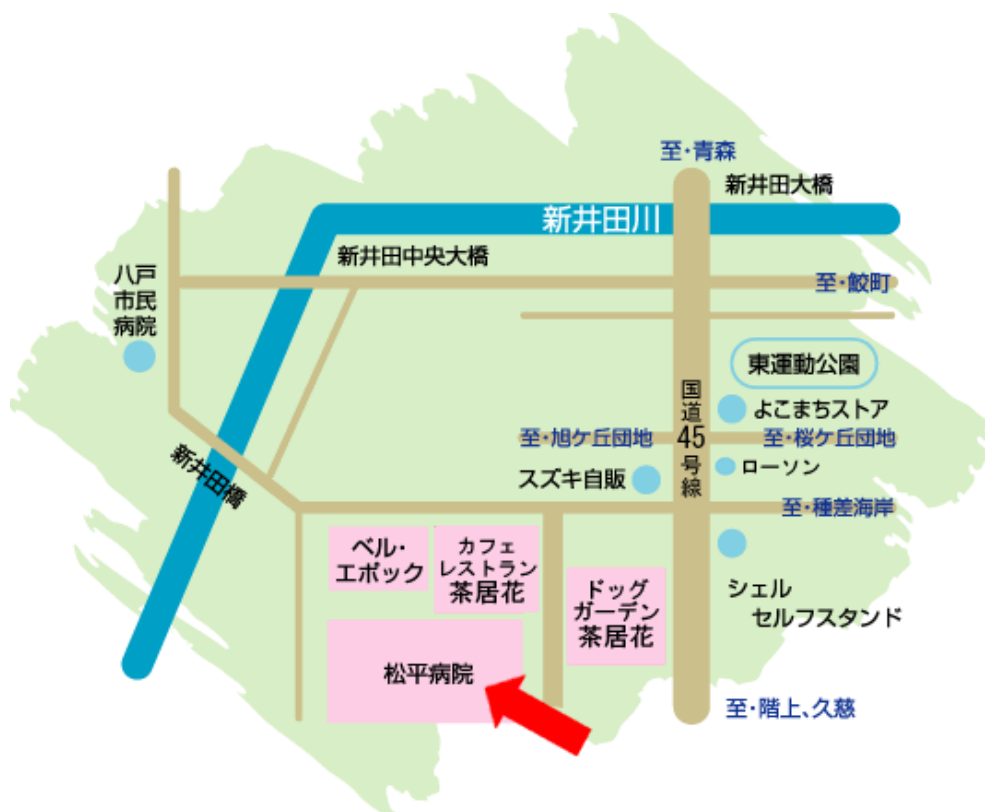 至・青森
新井田大橋
新井田川
新井田中央大橋
八戸
市民
病院
至・鮫町
東運動公園
国道45号線
よこまちストア
至・旭ケ丘団地
至・桜ケ丘団地
スズキ自販
ローソン
新井田橋
至・種差海岸
ベル・
エポック
カフェ
レストラン
茶居花
ドッグ
ガーデン
茶居花
シェル
セルフスタンド
松平病院
至・階上、久慈